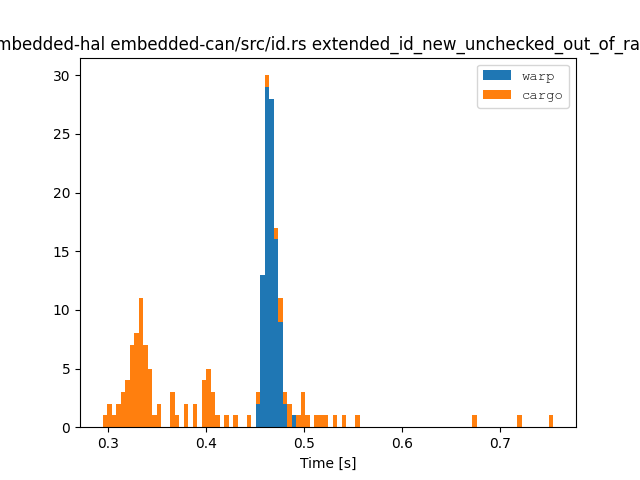 mbedded-hal embedded-can/src/id.rs extended_id_new_unchecked_out_of_ra
warp
cargo
30
25
20
15
10
5
0
0.3 0.4 0.5 0.6 0.7
Time [s]